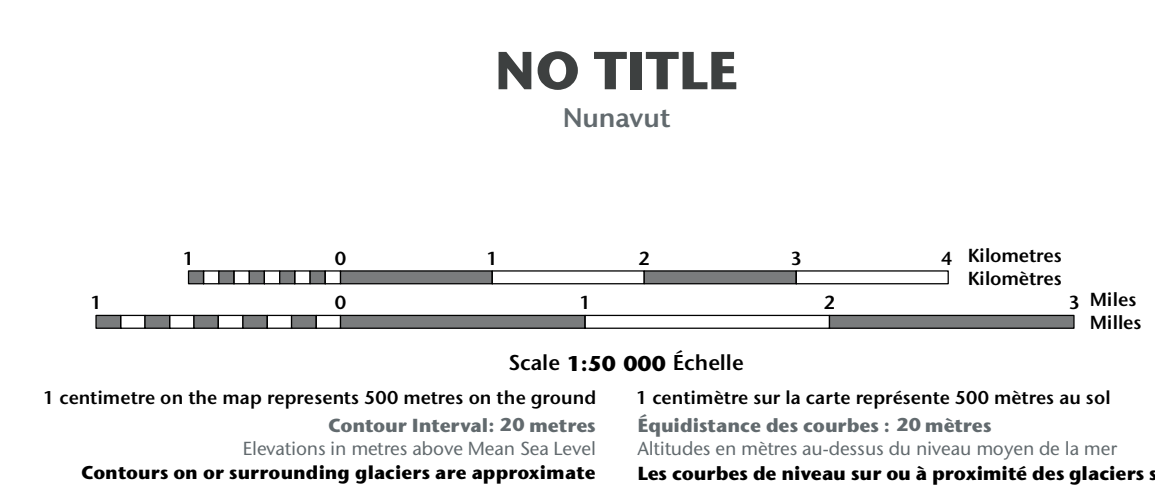 NO TITLE
Nunavut
1 0 1 2 3 4 Kilometres
Kilomètres
1 0 1 2 3 Miles
Milles
Scale 1:50 000 Échelle
1 centimetre on the map represents 500 metres on the ground
Contour Interval: 20 metres
Elevations in metres above Mean Sea Level
Contours on or surrounding glaciers are approximate
1 centimètre sur la carte représente 500 mètres au sol
Équidistance des courbes : 20 mètres
Altitudes en mètres au-dessus du niveau moyen de la mer
Les courbes de niveau sur ou à proximité des glaciers